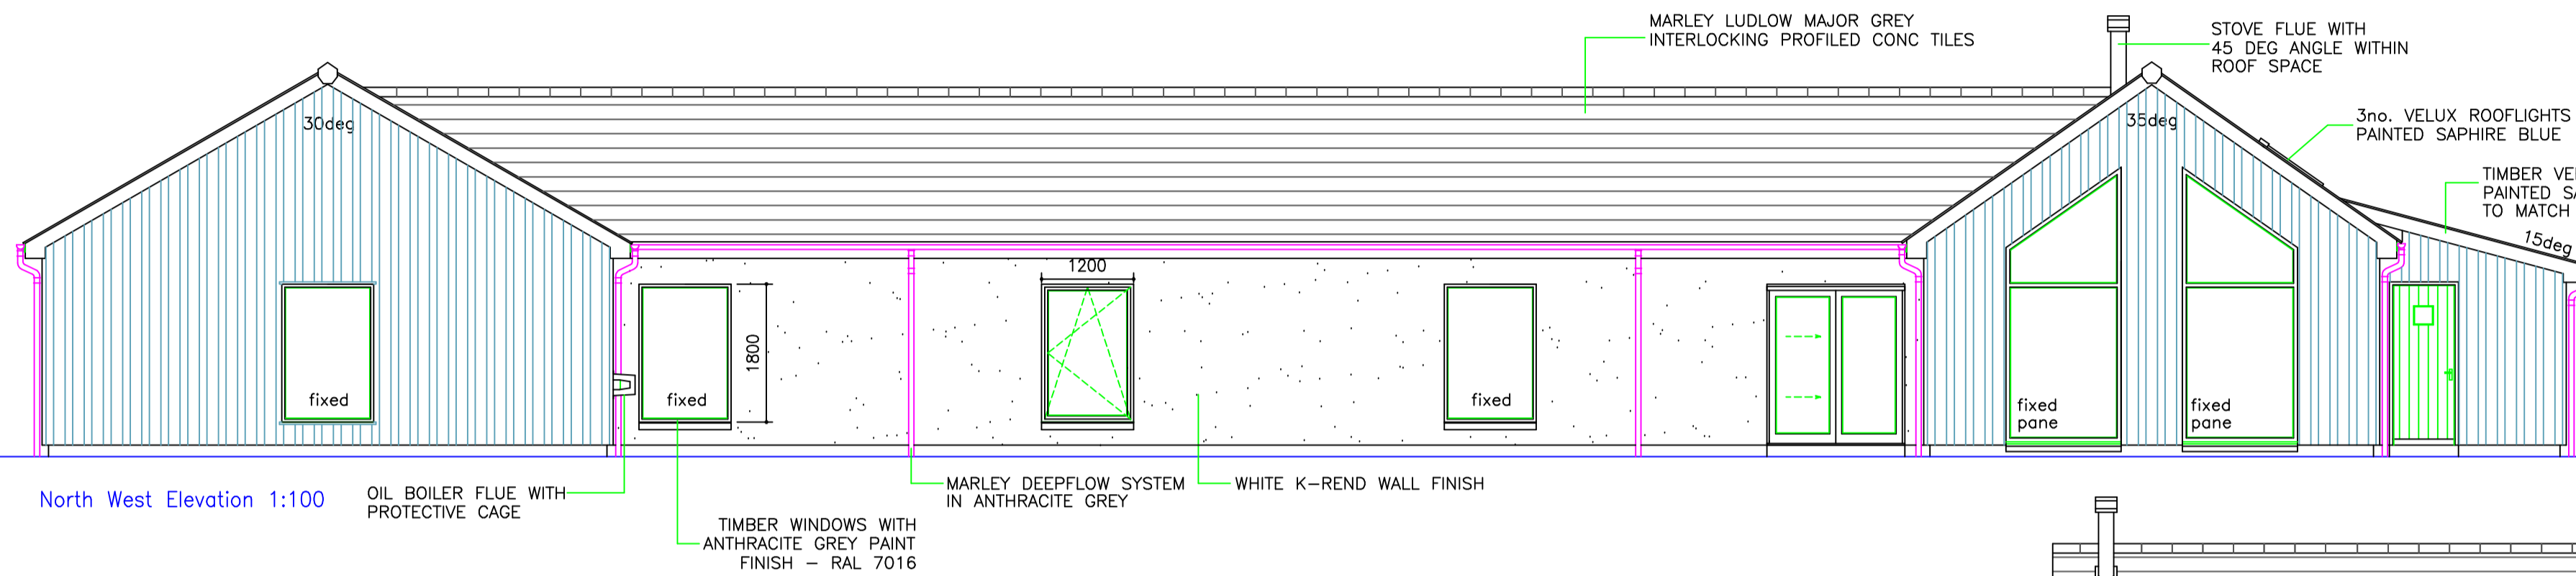 MARLEY LUDLOW MAJOR GREY
INTERLOCKING PROFILED CONC TILES
STOVE FLUE WITH
45 DEG ANGLE WITHIN
ROOF SPACE
3no. VELUX ROOFLIGHTS
PAINTED SAPHIRE BLUE
TIMBER
PAINTED
TO MATCH
30deg
35deg
15deg
1200
1800
fixed
fixed
fixed
fixed
pane
fixed
pane
North West Elevation 1:100
OIL BOILER FLUE WITH
PROTECTIVE CAGE
TIMBER WINDOWS WITH
ANTHRACITE GREY PAINT
FINISH – RAL 7016
MARLEY DEEPFLOW SYSTEM
IN ANTHRACITE GREY
WHITE K–REND WALL FINISH